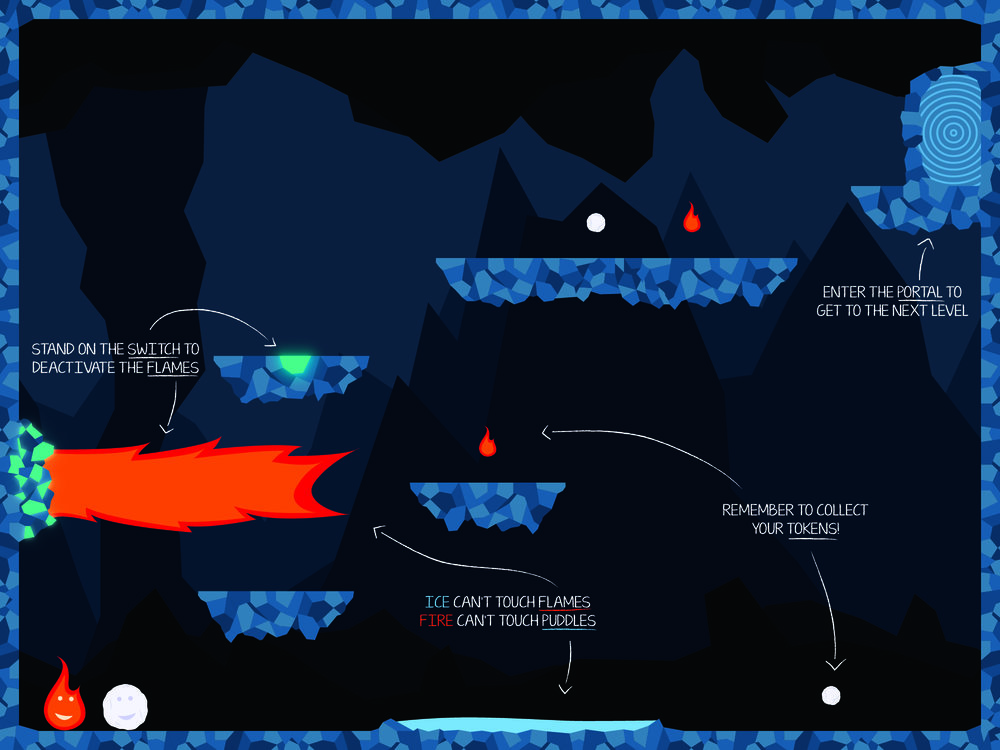 ENTER THE PORTAL TO
GET TO THE NEXT LEVEL
STAND ON THE SWITCH TO
DEACTIVATE THE FLAMES
REMEMBER TO COLLECT
YOUR TOKENS!
ICE CAN'T TOUCH FLAMES
FIRE CAN'T TOUCH PUDDLES